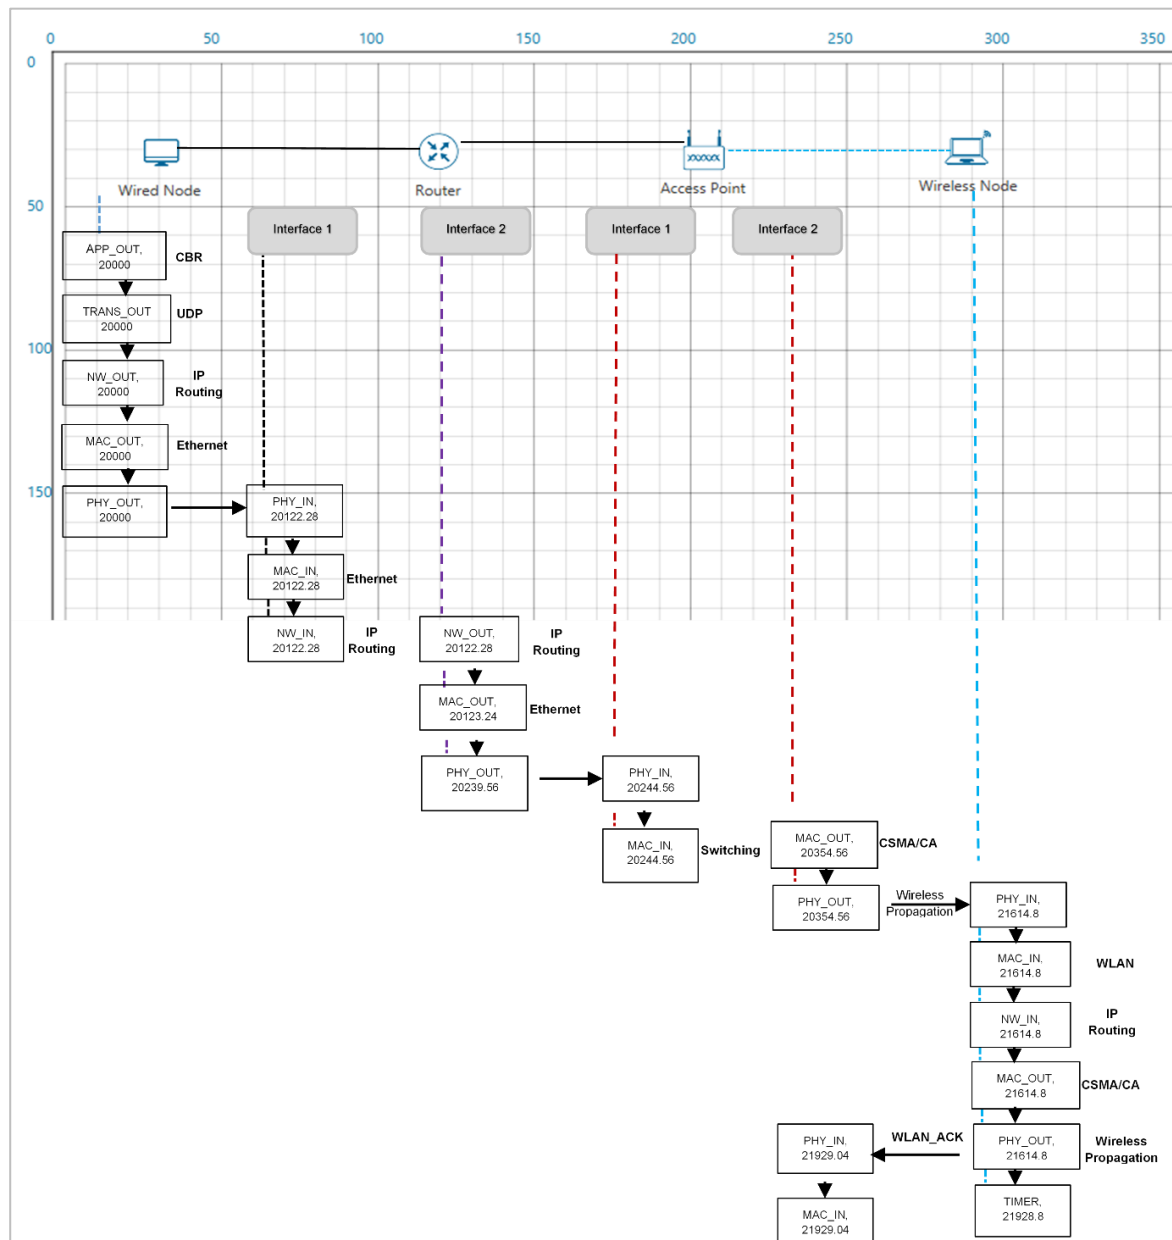 0 50 100 150 200 250 300 350
0
Wired Node Router Access Point Wireless Node
50
Interface 1 Interface 2 Interface 1 Interface 2
APP_OUT,
20000
CBR
TRANS_OUT
20000
UDP
100
NW_OUT,
20000
IP
Routing
MAC_OUT,
20000
Ethernet
150
PHY_OUT,
20000
PHY_IN,
20122.28
MAC_IN,
20122.28
Ethernet
NW_IN,
20122.28
IP
Routing
NW_OUT,
20122.28
IP
Routing
MAC_OUT,
20123.24
Ethernet
PHY_OUT,
20239.56
PHY_IN,
20244.56
MAC_IN,
20244.56
Switching
MAC_OUT,
20354.56
CSMA/CA
PHY_OUT,
20354.56
Wireless
Propagation
PHY_IN,
21614.8
MAC_IN,
21614.8
WLAN
NW_IN,
21614.8
IP
Routing
MAC_OUT,
21614.8
CSMA/CA
PHY_OUT,
21614.8
Wireless
Propagation
WLAN_ACK
PHY_IN,
21929.04
TIMER,
21928.8
MAC_IN,
21929.04